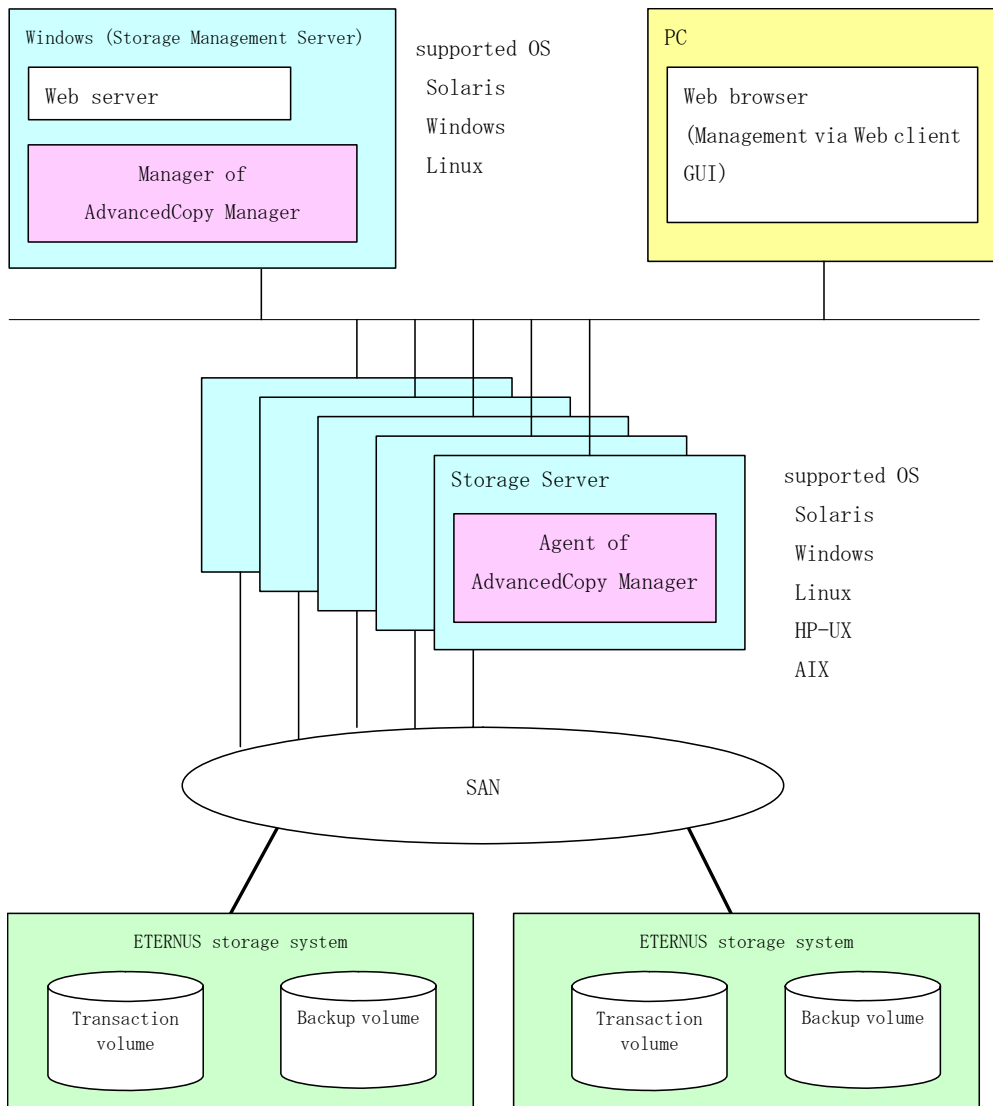 Windows (Storage Management Server)
Web server
Manager of
AdvancedCopy Manager
supported OS
Solaris
Windows
Linux
PC
Web browser
(Management via Web client
GUI)
Storage Server
Agent of
AdvancedCopy Manager
supported OS
Solaris
Windows
Linux
HP-UX
AIX
SAN
ETERNUS storage system
Transaction
volume
Backup volume
ETERNUS storage system
Transaction
volume
Backup volume